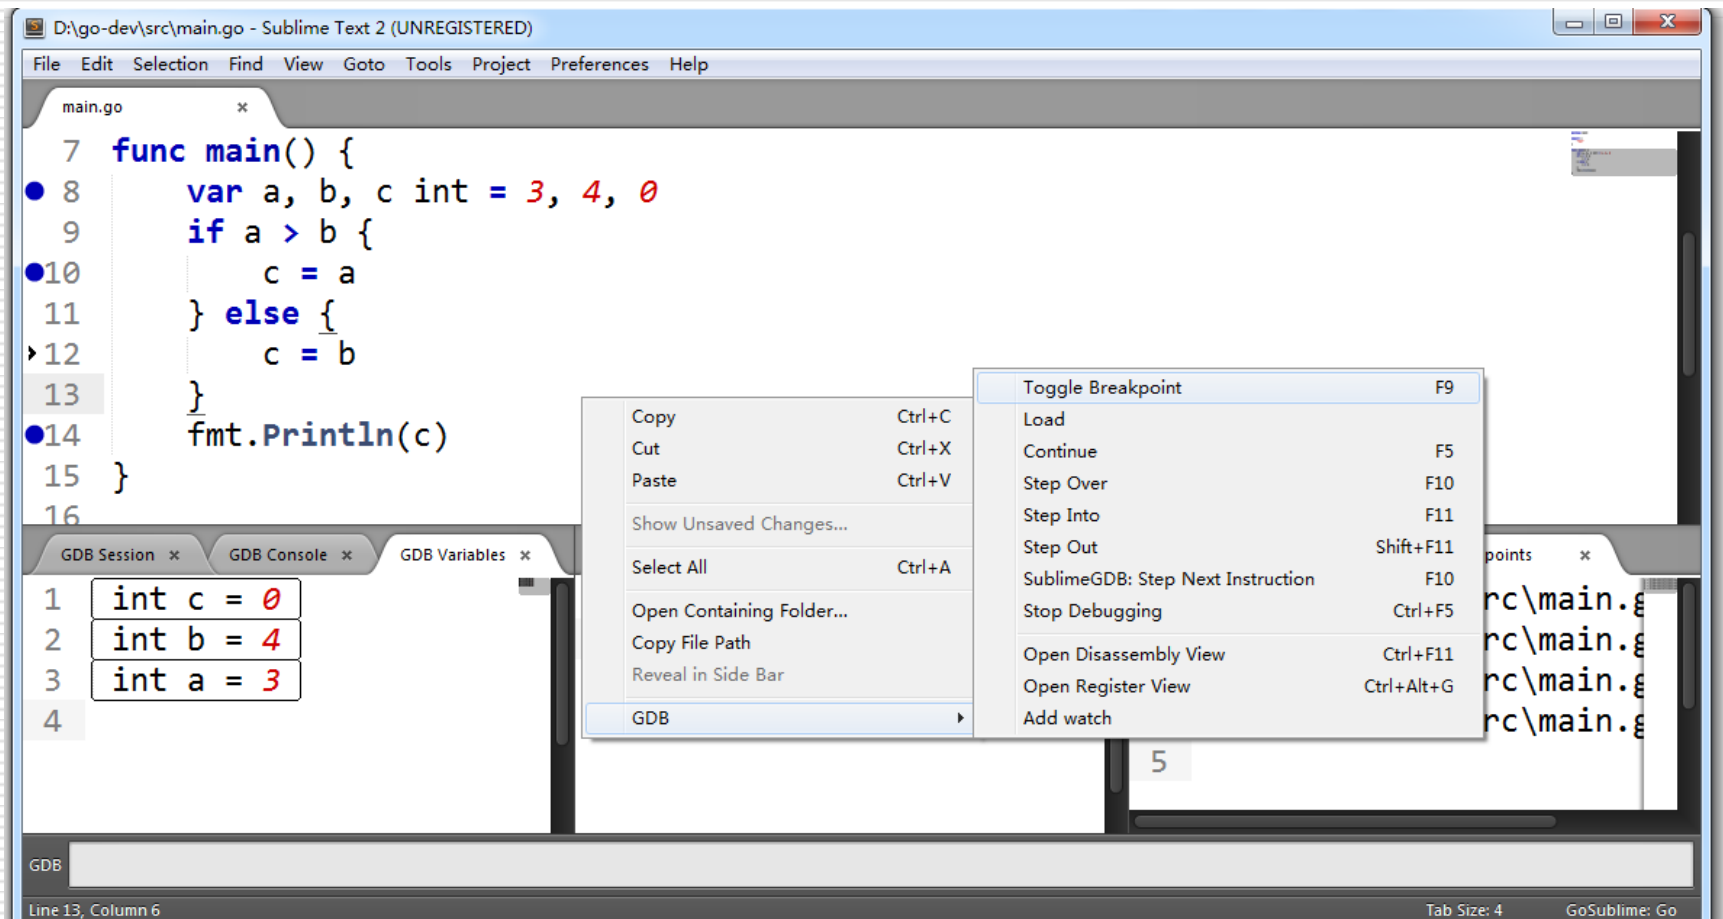 D:\go-dev\src\main.go - Sublime Text 2 (UNREGISTERED)
File Edit Selection Find View Goto Tools Project Preferences Help
main.go
7 func main() {
8 var a, b, c int = 3, 4, 0
9 if a > b {
10 c = a
11 } else {
12 c = b
13 }
14 fmt.Println(c)
15 }
16
Copy Ctrl+C
Cut Ctrl+X
Paste Ctrl+V
Show Unsaved Changes...
Select All Ctrl+A
Open Containing Folder...
Copy File Path
Reveal in Side Bar
GDB
Toggle Breakpoint F9
Load
Continue F5
Step Over F10
Step Into F11
Step Out Shift+F11
SublimeGDB: Step Next Instruction F10
Stop Debugging Ctrl+F5
Open Disassembly View Ctrl+F11
Open Register View Ctrl+Alt+G
Add watch
GDB Session GDB Console GDB Variables
1 int c = 0
2 int b = 4
3 int a = 3
4
points
rc\main.g
rc\main.g
rc\main.g
rc\main.g
5
GDB
Line 13, Column 6
Tab Size: 4 GoSublime: Go